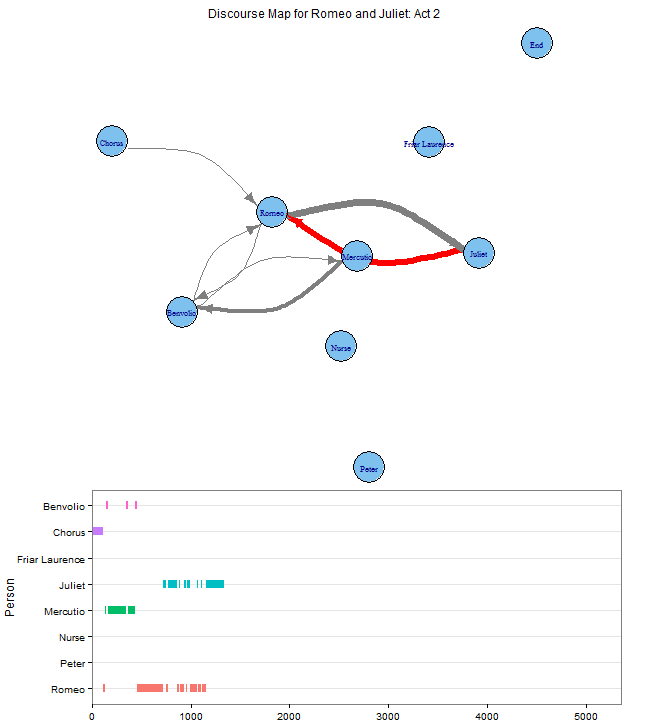 Discourse Map for Romeo and Juliet: Act 2
End
Chorus
Friar Laurence
Romeo
Mercutio
Juliet
Benvolio
Nurse
Peter
Person
Benvolio
Chorus
Friar Laurence
Juliet
Mercutio
Nurse
Peter
Romeo
0 1000 2000 3000 4000 5000